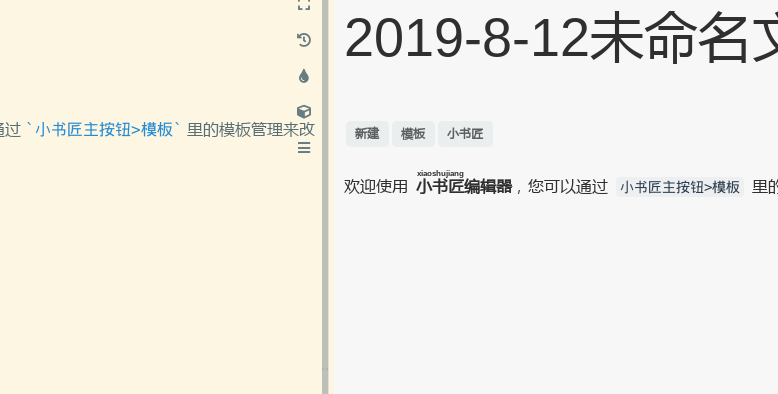 通过 `小书匠主按钮>模板` 里的模板管理来改
2019-8-12未命名文
新建 模板 小书匠
xiaoshujiang
欢迎使用 小书匠编辑器，您可以通过 小书匠主按钮>模板 里的